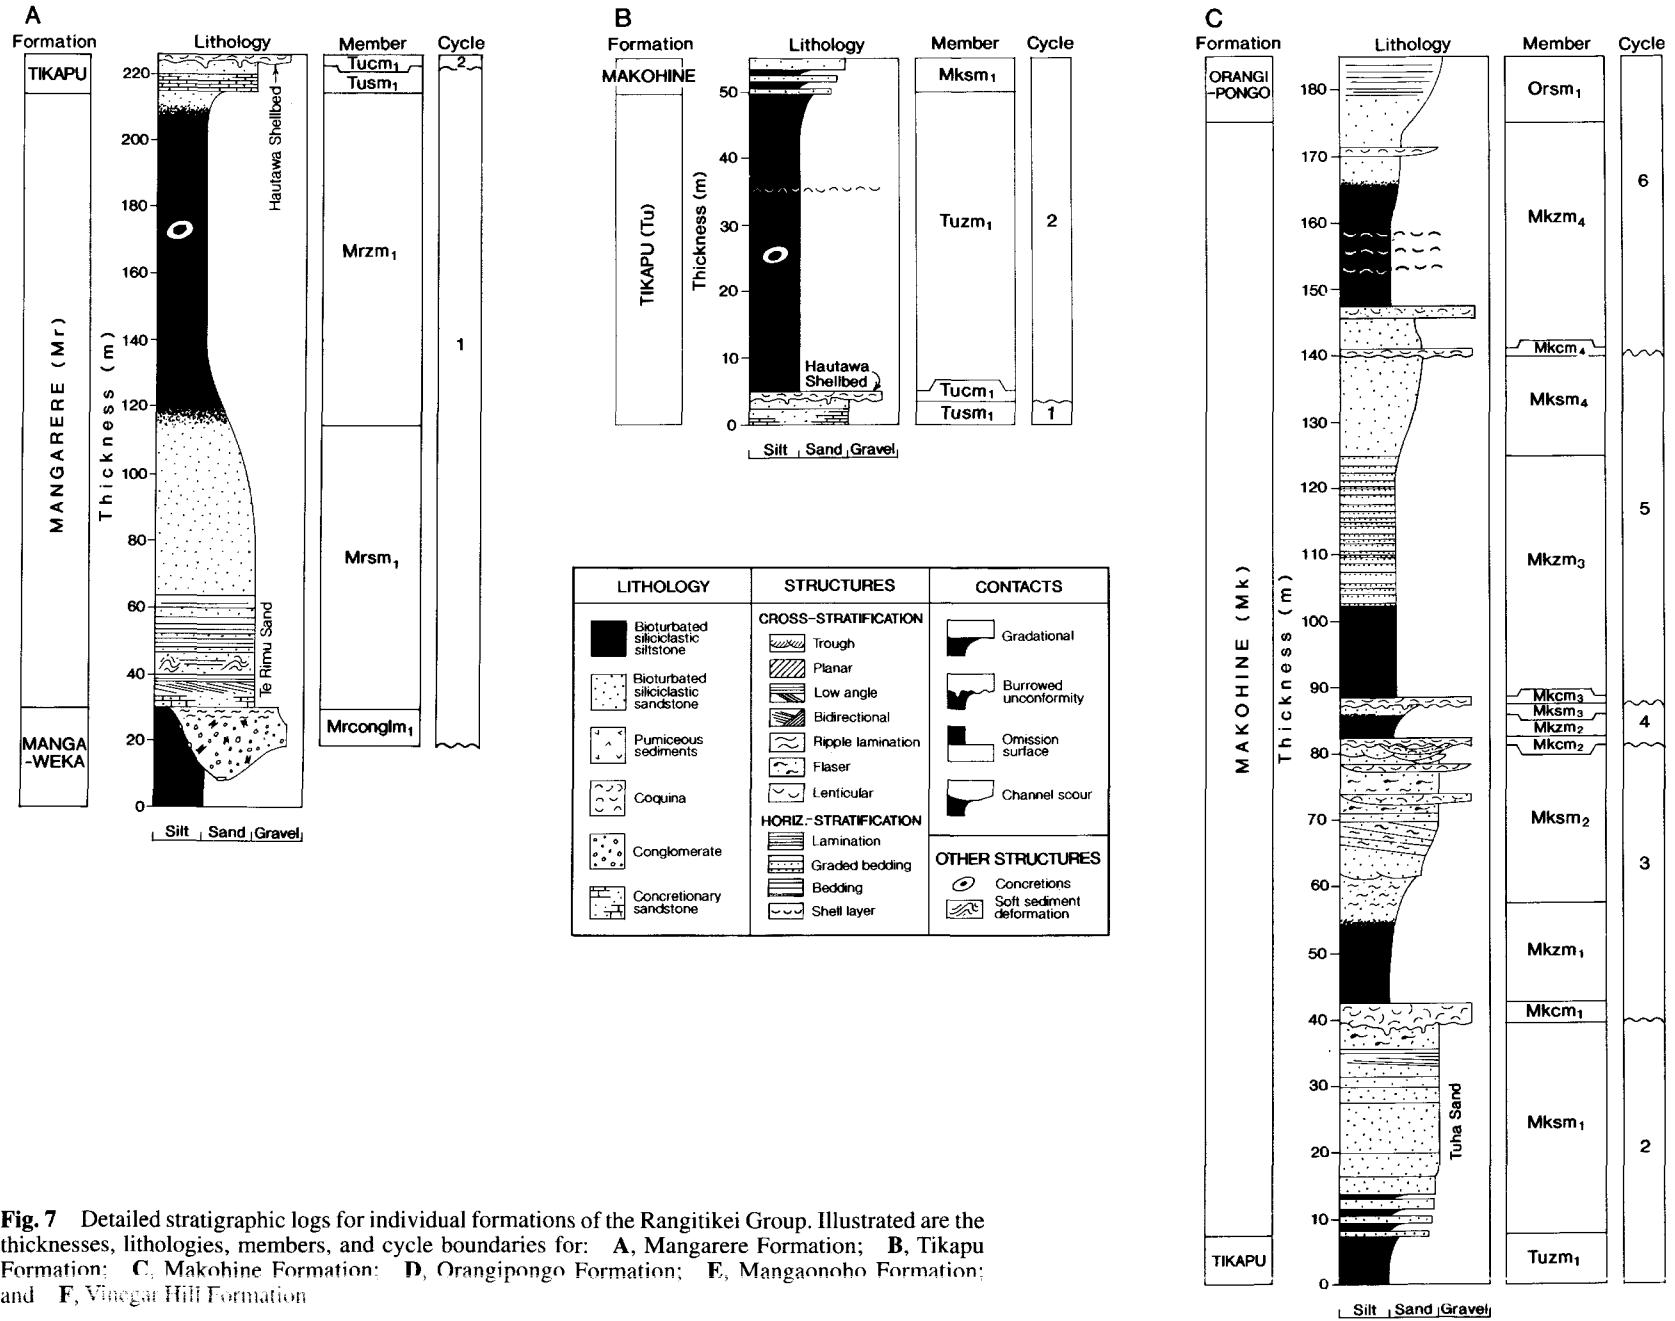 A
Formation Lithology Member Cycle
TIKAPU
MANGARERE (Mr)
MANGA
-WEKA
Thickness (m)
220
200
180
160
140
120
100
80
60
40
20
0
Hautawa Shellbed
Te Rimu Sand
Silt Sand Gravel
Tucm1
Tusm1
Mrzm1
Mrsm1
Mrconglm1
2
1
B
Formation Lithology Member Cycle
MAKOHINE
TIKAPU (Tu)
Thickness (m)
50
40
30
20
10
0
Hautawa
Shellbed
Silt Sand Gravel
Mksm1
Tuzm1
Tucm1
Tusm1
2
1
LITHOLOGY
Bioturbated
siliciclastic
siltstone
Bioturbated
siliciclastic
sandstone
Pumiceous
sediments
Coquina
Conglomerate
Concretionary
sandstone
STRUCTURES
CROSS-STRATIFICATION
Trough
Planar
Low angle
Bidirectional
Ripple lamination
Flaser
Lenticular
HORIZ.-STRATIFICATION
Lamination
Graded bedding
Bedding
Shell layer
CONTACTS
Gradational
Burrowed
unconformity
Omission
surface
Channel scour
OTHER STRUCTURES
Concretions
Soft sediment
deformation
C
Formation Lithology Member Cycle
ORANGI
-PONGO
MAKOHINE (Mk)
TIKAPU
Thickness (m)
180
170
160
150
140
130
120
110
100
90
80
70
60
50
40
30
20
10
0
Tuha Sand
Silt Sand Gravel
Orsm1
Mkzm4
Mkcm4
Mksm4
Mkzm3
Mkcm3
Mksm3
Mkzm2
Mkcm2
Mksm2
Mkzm1
Mkcm1
Mksm1
Tuzm1
6
5
4
3
2
Fig. 7 Detailed stratigraphic logs for individual formations of the Rangitikei Group. Illustrated are the
thicknesses, lithologies, members, and cycle boundaries for: A, Mangarere Formation; B, Tikapu
Formation; C, Makohine Formation; D, Orangipongo Formation; E, Mangaonoho Formation;
and F, Vinegar Hill Formation